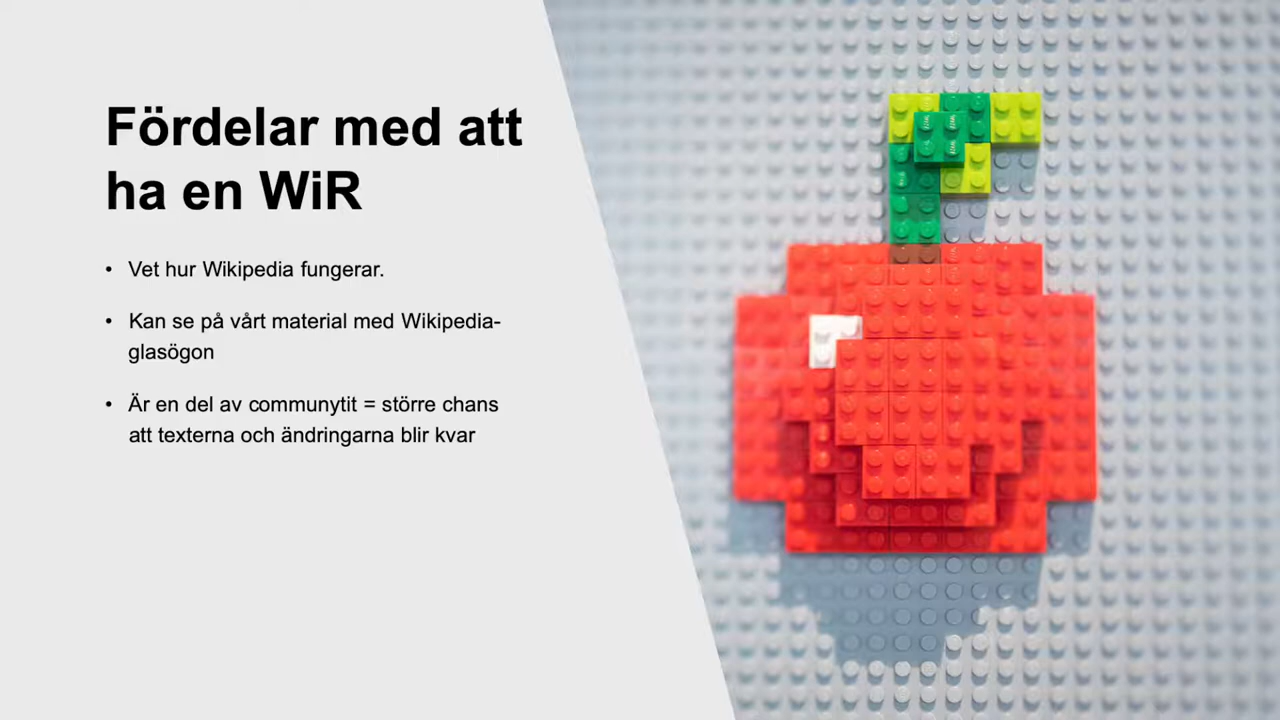 Fördelar med att
ha en WiR
• Vet hur Wikipedia fungerar.
• Kan se på vårt material med Wikipedia-
glasögon
• Är en del av communytit = större chans
att texterna och ändringarna blir kvar